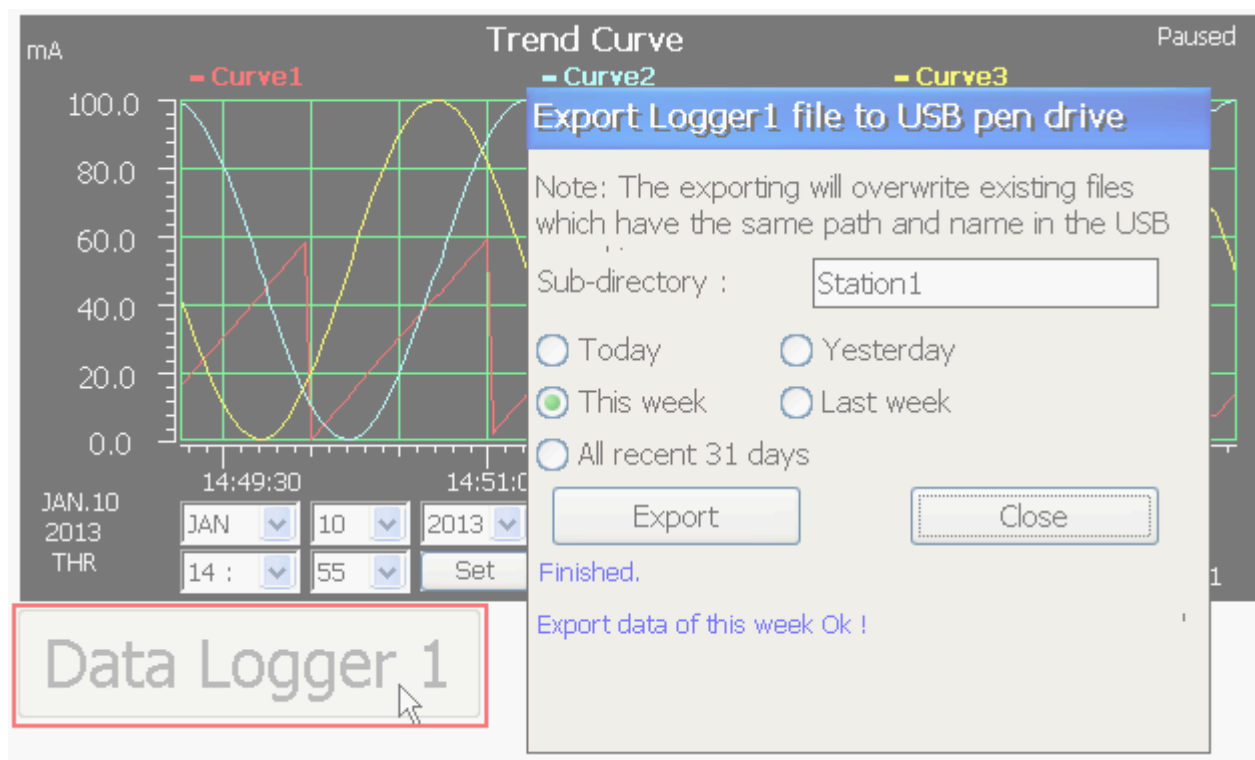 mA
Trend Curve
Paused
Curve1
Curve2
Curve3
100.0
80.0
60.0
40.0
20.0
0.0
14:49:30
14:51:0
JAN.10
2013
THR
JAN
10
2013
14 :
55
Set
1
Export Logger1 file to USB pen drive
Note: The exporting will overwrite existing files
which have the same path and name in the USB
Sub-directory :
Station1
Today
Yesterday
This week
Last week
All recent 31 days
Export
Close
Finished.
Export data of this week Ok !
Data Logger 1